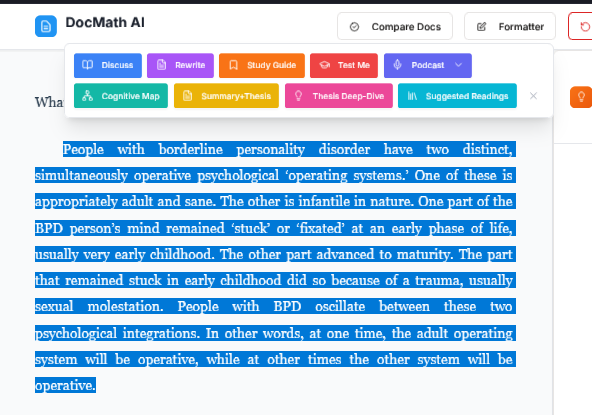 DocMath AI
Compare Docs
Formatter
Discuss
Rewrite
Study Guide
Test Me
Podcast
Cognitive Map
Summary+Thesis
Thesis Deep-Dive
Suggested Readings
Wha
People with borderline personality disorder have two distinct,
simultaneously operative psychological ‘operating systems.’ One of these is
appropriately adult and sane. The other is infantile in nature. One part of the
BPD person’s mind remained ‘stuck’ or ‘fixated’ at an early phase of life,
usually very early childhood. The other part advanced to maturity. The part
that remained stuck in early childhood did so because of a trauma, usually
sexual molestation. People with BPD oscillate between these two
psychological integrations. In other words, at one time, the adult operating
system will be operative, while at other times the other system will be
operative.